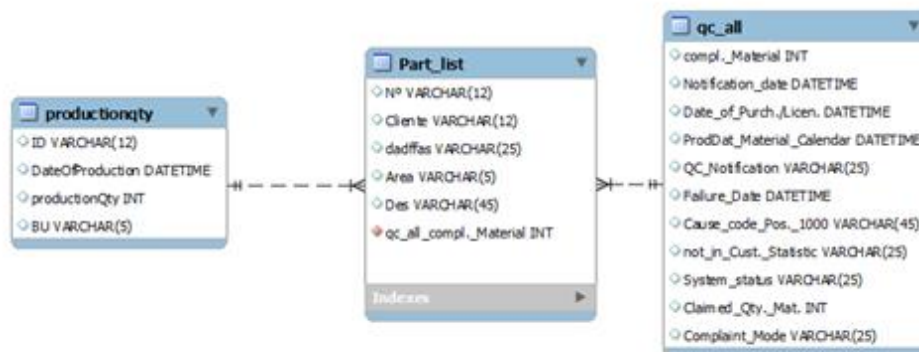 productionqty
ID VARCHAR(12)
DateOfProduction DATETIME
productionQty INT
BU VARCHAR(5)
Part_list
Nº VARCHAR(12)
Cliente VARCHAR(12)
dadffas VARCHAR(25)
Area VARCHAR(5)
Des VARCHAR(45)
qc_all_compl._Material INT
Indexes
qc_all
compl._Material INT
Notification_date DATETIME
Date_of_Purch./Licen. DATETIME
ProdDat_Material_Calendar DATETIME
QC_Notification VARCHAR(25)
Failure_Date DATETIME
Cause_code_Pos._1000 VARCHAR(45)
not_in_Cust._Statistic VARCHAR(25)
System_status VARCHAR(25)
Claimed_Qty._Mat. INT
Complaint_Mode VARCHAR(25)